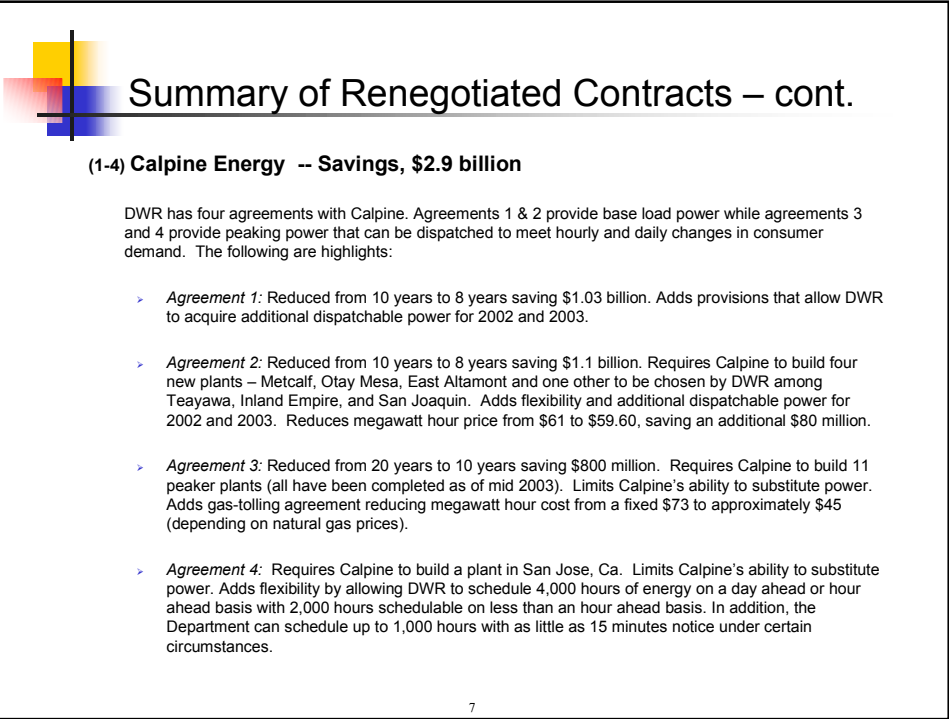 Summary of Renegotiated Contracts – cont.
(1-4) Calpine Energy -- Savings, $2.9 billion
DWR has four agreements with Calpine. Agreements 1 & 2 provide base load power while agreements 3
and 4 provide peaking power that can be dispatched to meet hourly and daily changes in consumer
demand. The following are highlights:
➢ Agreement 1: Reduced from 10 years to 8 years saving $1.03 billion. Adds provisions that allow DWR
to acquire additional dispatchable power for 2002 and 2003.
➢ Agreement 2: Reduced from 10 years to 8 years saving $1.1 billion. Requires Calpine to build four
new plants – Metcalf, Otay Mesa, East Altamont and one other to be chosen by DWR among
Teayawa, Inland Empire, and San Joaquin. Adds flexibility and additional dispatchable power for
2002 and 2003. Reduces megawatt hour price from $61 to $59.60, saving an additional $80 million.
➢ Agreement 3: Reduced from 20 years to 10 years saving $800 million. Requires Calpine to build 11
peaker plants (all have been completed as of mid 2003). Limits Calpine's ability to substitute power.
Adds gas-tolling agreement reducing megawatt hour cost from a fixed $73 to approximately $45
(depending on natural gas prices).
➢ Agreement 4: Requires Calpine to build a plant in San Jose, Ca. Limits Calpine's ability to substitute
power. Adds flexibility by allowing DWR to schedule 4,000 hours of energy on a day ahead or hour
ahead basis with 2,000 hours schedulable on less than an hour ahead basis. In addition, the
Department can schedule up to 1,000 hours with as little as 15 minutes notice under certain
circumstances.
7